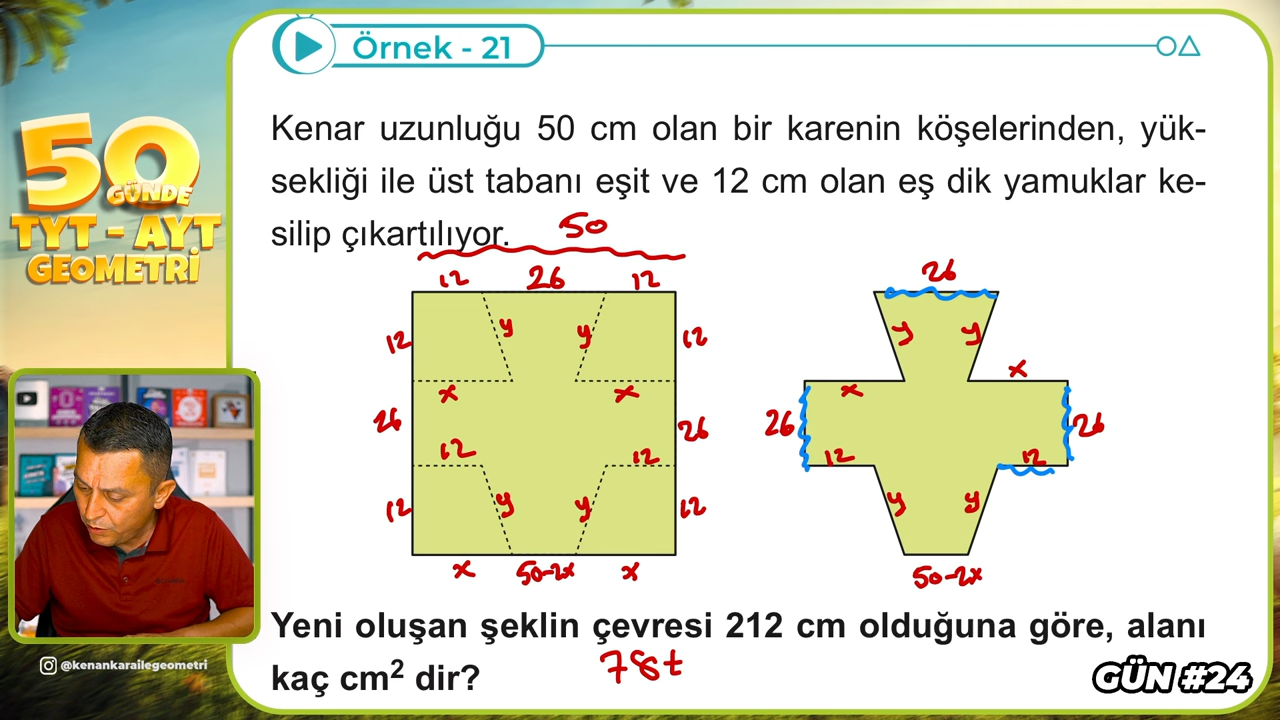 Örnek - 21
50
GÜNDE
TYT - AYT
GEOMETRİ
Kenar uzunluğu 50 cm olan bir karenin köşelerinden, yük-
sekliği ile üst tabanı eşit ve 12 cm olan eş dik yamuklar ke-
silip çıkartılıyor.
50
12 26 12
12 y y 12
x x
26 12 12 26
12 y y 12
x 50-2x x
26
y y
x x
26 26
12 12
y y
50-2x
Yeni oluşan şeklin çevresi 212 cm olduğuna göre, alanı
kaç cm² dir?
78+
@kenankarailegeometri
GÜN #24